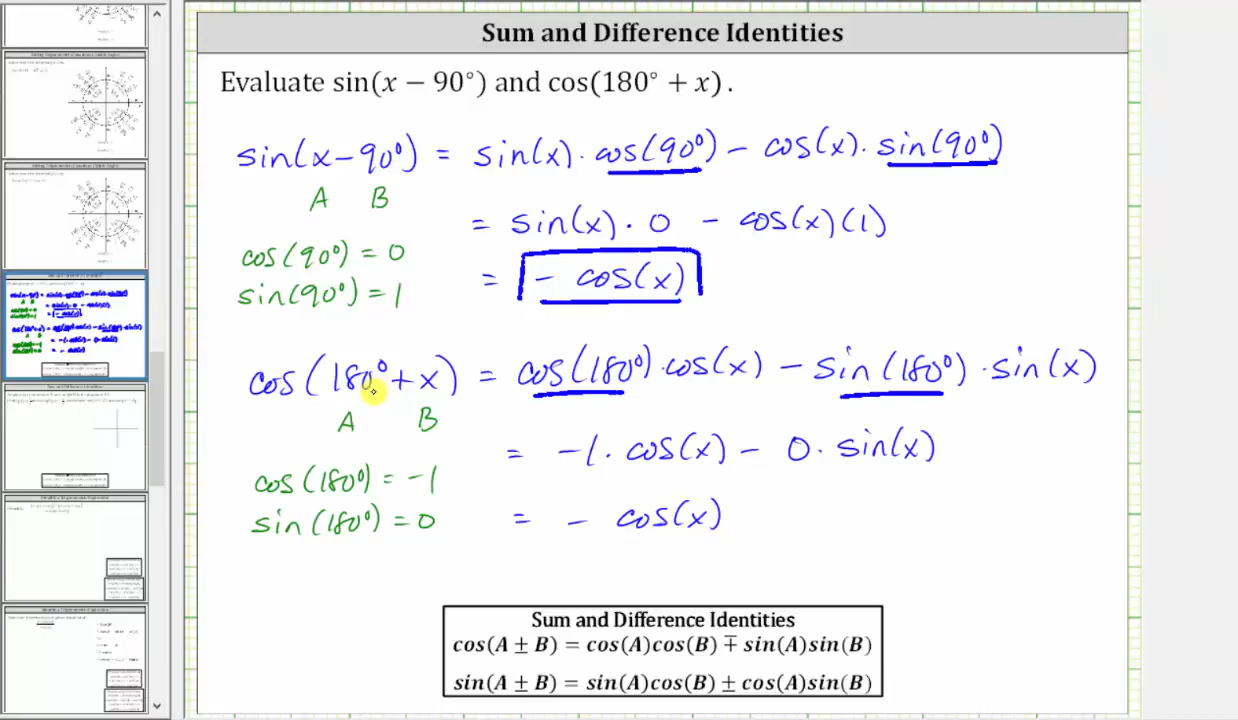 Sum and Difference Identities
Evaluate sin(x − 90°) and cos(180° + x).
sin(x−90°) = sin(x)·cos(90°) − cos(x)·sin(90°)
A B
= sin(x)·0 − cos(x)(1)
cos(90°) = 0
sin(90°) = 1
= − cos(x)
cos(180°+x) = cos(180°)·cos(x) − sin(180°)·sin(x)
A B
= −1·cos(x) − 0·sin(x)
cos(180°) = −1
sin(180°) = 0
= − cos(x)
Sum and Difference Identities
cos(A ± B) = cos(A)cos(B) ∓ sin(A)sin(B)
sin(A ± B) = sin(A)cos(B) ± cos(A)sin(B)